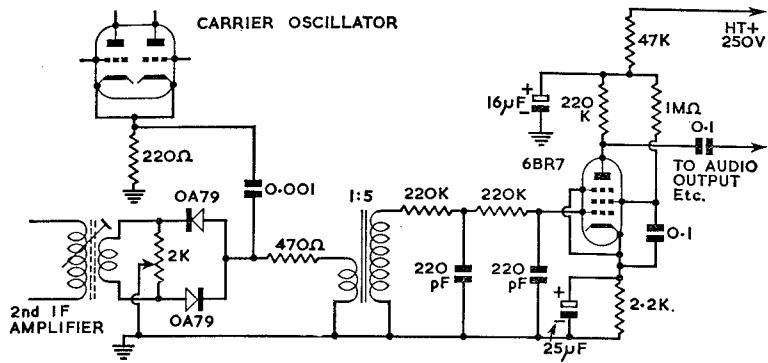 CARRIER OSCILLATOR
HT+
250V
47K
+
16µF
-
220
K
1MΩ
0.1
220Ω
6BR7
TO AUDIO
OUTPUT
Etc.
OA79
0.001
1:5
220K
220K
2K
470Ω
0.1
220
pF
220
pF
+
2.2K.
2nd IF
AMPLIFIER
OA79
-
25µF